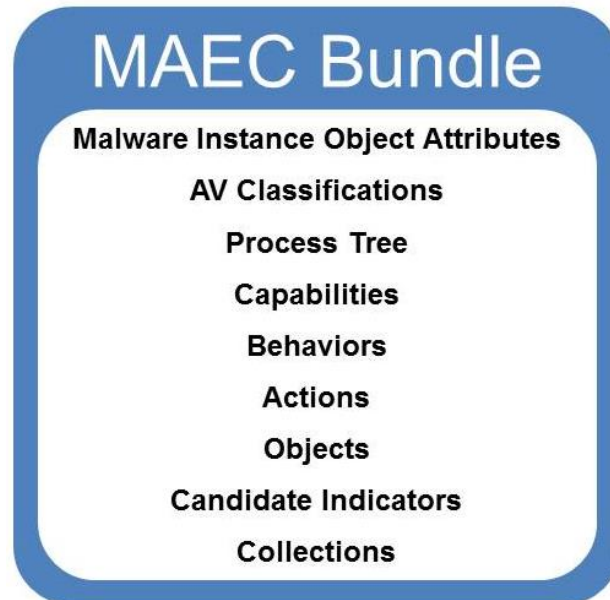 MAEC Bundle
Malware Instance Object Attributes
AV Classifications
Process Tree
Capabilities
Behaviors
Actions
Objects
Candidate Indicators
Collections